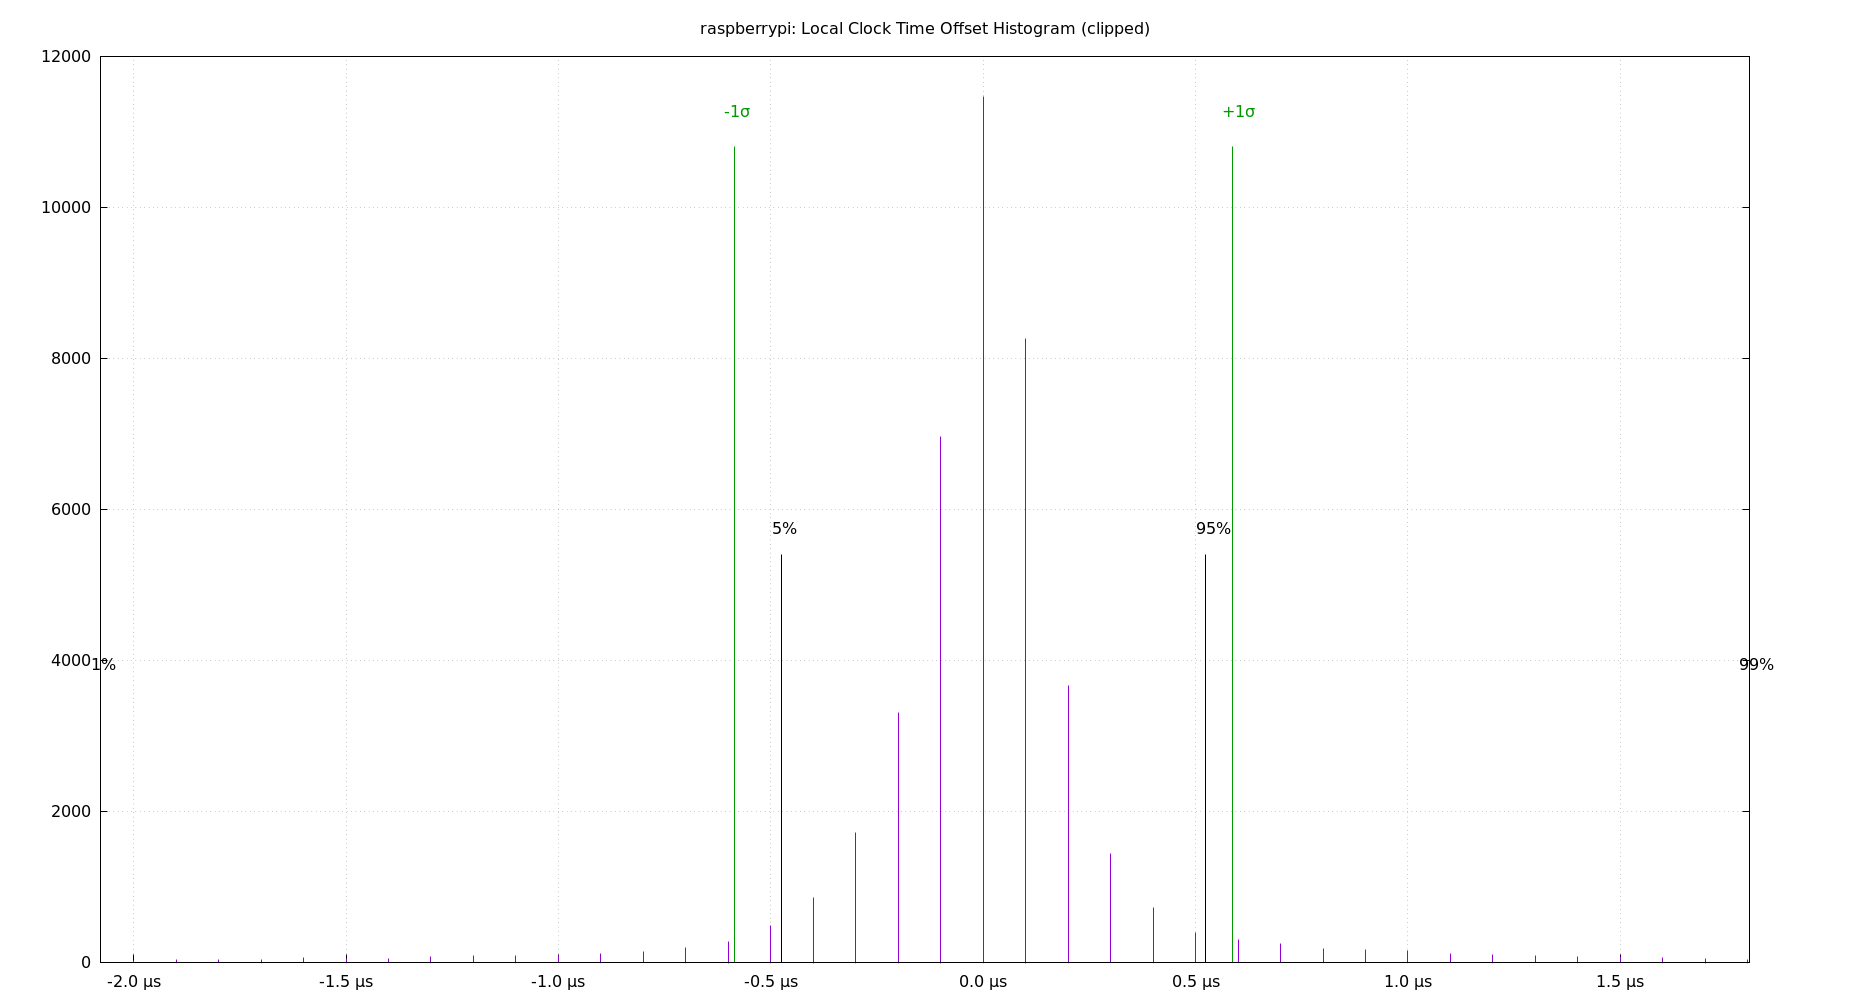 raspberrypi: Local Clock Time Offset Histogram (clipped)
12000
-1σ
+1σ
10000
8000
6000
5%
95%
4000
1%
99%
2000
0
-2.0 µs
-1.5 µs
-1.0 µs
-0.5 µs
0.0 µs
0.5 µs
1.0 µs
1.5 µs